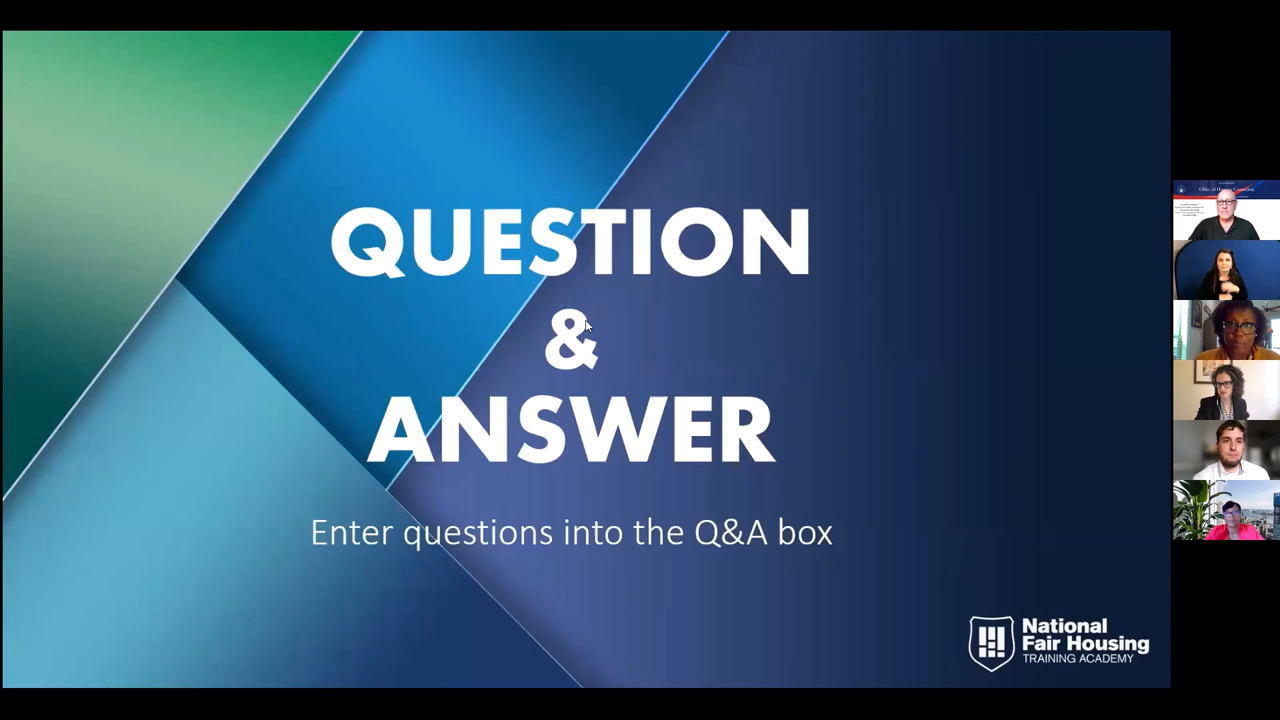 QUESTION
&
ANSWER
Enter questions into the Q&A box
National
Fair Housing
TRAINING ACADEMY